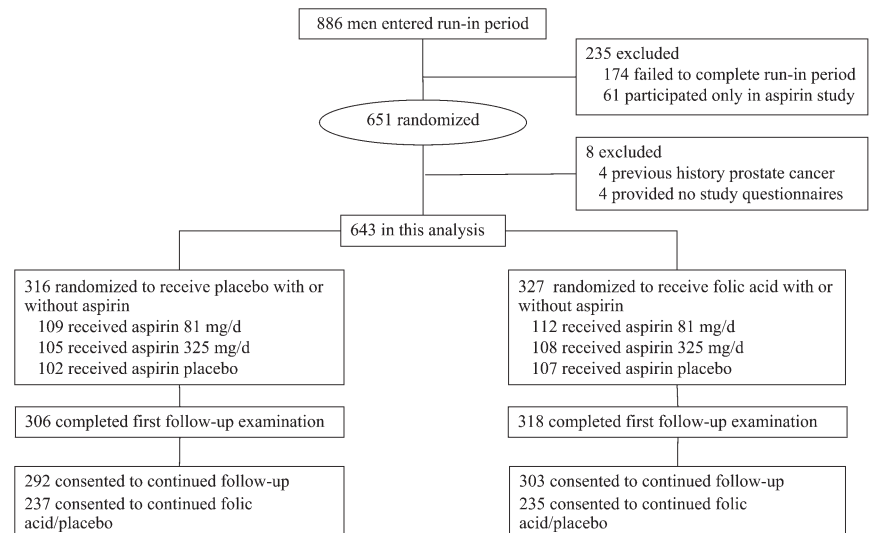 886 men entered run-in period
235 excluded
174 failed to complete run-in period
61 participated only in aspirin study
651 randomized
8 excluded
4 previous history prostate cancer
4 provided no study questionnaires
643 in this analysis
316 randomized to receive placebo with or
without aspirin
109 received aspirin 81 mg/d
105 received aspirin 325 mg/d
102 received aspirin placebo
327 randomized to receive folic acid with or
without aspirin
112 received aspirin 81 mg/d
108 received aspirin 325 mg/d
107 received aspirin placebo
306 completed first follow-up examination
318 completed first follow-up examination
292 consented to continued follow-up
237 consented to continued folic
acid/placebo
303 consented to continued follow-up
235 consented to continued folic
acid/placebo